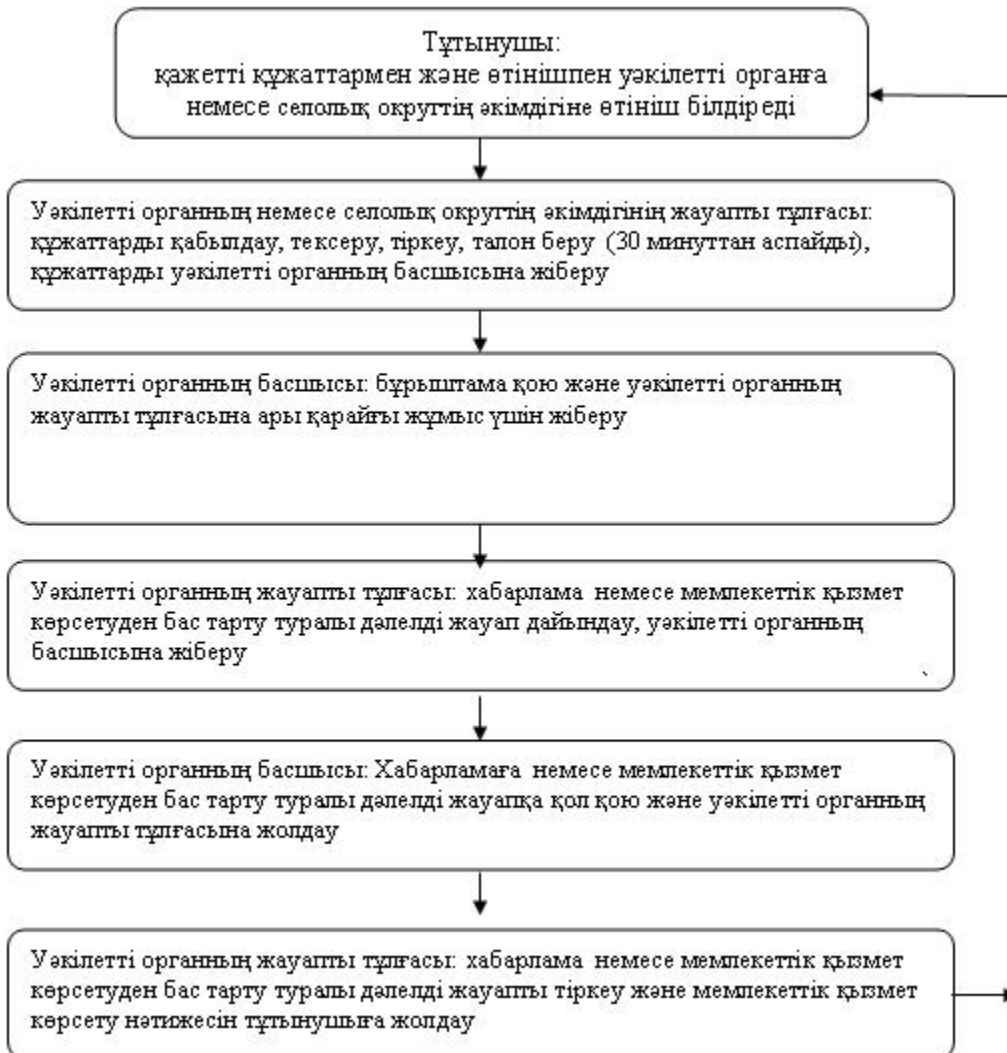 Тұтынушы:
қажетті құжаттармен және өтінішпен уәкілетті органға
немесе селолық округтің әкімдігіне өтініш білдіреді
Уәкілетті органның немесе селолық округтің әкімдігінің жауапты тұлғасы:
құжаттарды қабылдау, тексеру, тіркеу, талон беру (30 минуттан аспайды),
құжаттарды уәкілетті органның басшысына жіберу
Уәкілетті органның басшысы: бұрыштама қою және уәкілетті органның
жауапты тұлғасына ары қарайғы жұмыс үшін жіберу
Уәкілетті органның жауапты тұлғасы: хабарлама немесе мемлекеттік қызмет
көрсетуден бас тарту туралы дәлелді жауап дайындау, уәкілетті органның
басшысына жіберу
Уәкілетті органның басшысы: Хабарламаға немесе мемлекеттік қызмет
көрсетуден бас тарту туралы дәлелді жауапқа қол қою және уәкілетті органның
жауапты тұлғасына жолдау
Уәкілетті органның жауапты тұлғасы: хабарлама немесе мемлекеттік қызмет
көрсетуден бас тарту туралы дәлелді жауапты тіркеу және мемлекеттік қызмет
көрсету нәтижесін тұтынушыға жолдау